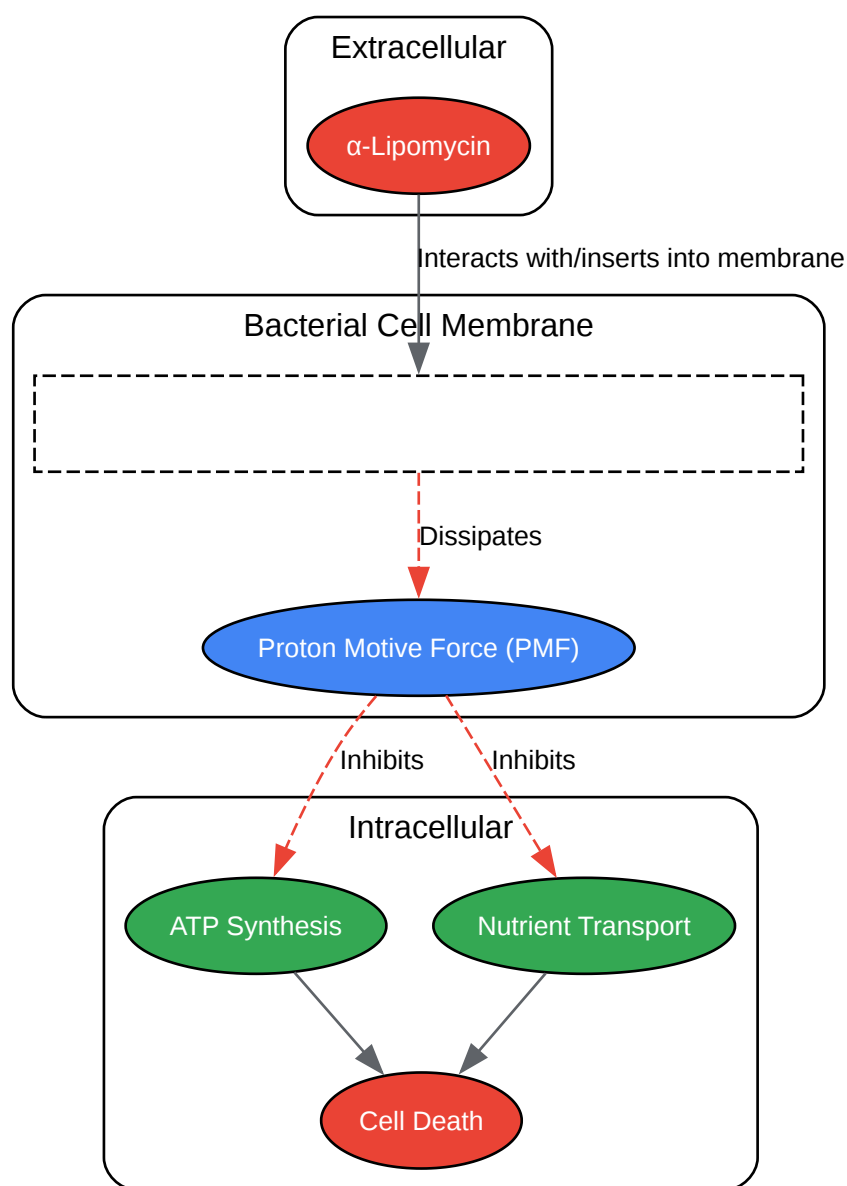 Extracellular
α-Lipomycin
Interacts with/inserts into membrane
Bacterial Cell Membrane
Dissipates
Proton Motive Force (PMF)
Inhibits
Inhibits
Intracellular
ATP Synthesis
Nutrient Transport
Cell Death